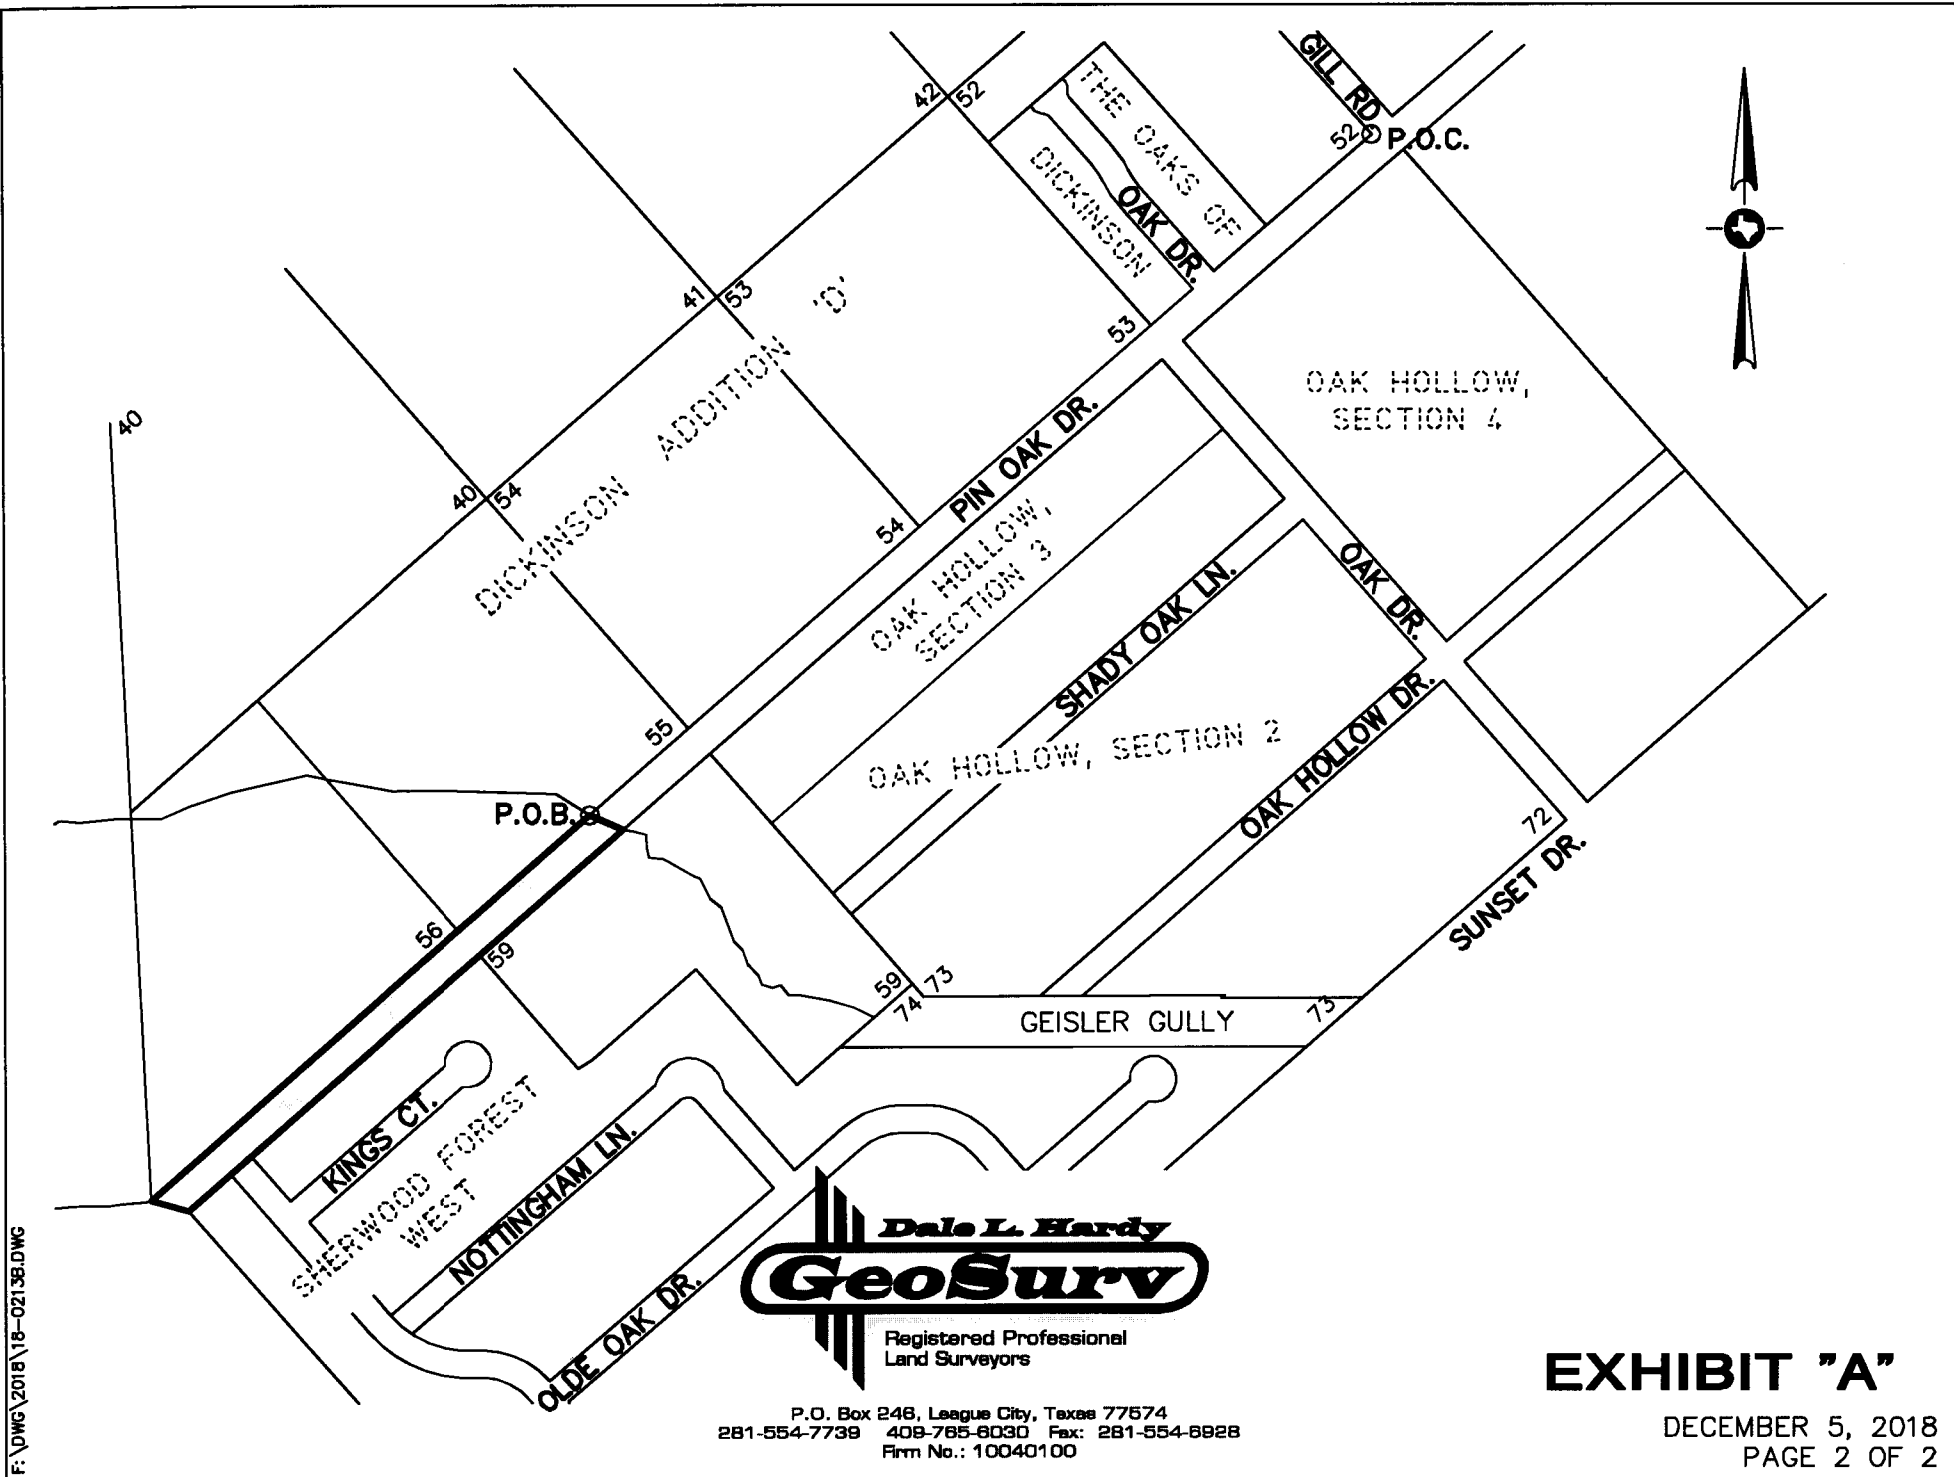 GILL RD
42
52
THE OAKS OF
DICKINSON
52
P.O.C.
OAK DR.
41
53
DICKINSON ADDITION 'D'
53
OAK HOLLOW,
SECTION 4
40
40
54
PIN OAK DR.
54
OAK HOLLOW,
SECTION 3
OAK DR.
SHADY OAK LN.
55
OAK HOLLOW, SECTION 2
OAK HOLLOW DR.
P.O.B.
72
SUNSET DR.
56
59
59
73
74
GEISLER GULLY
73
KINGS CT.
SHERWOOD FOREST
WEST
NOTTINGHAM LN.
OLDE OAK DR.
Dale L. Hardy
GeoSurv
Registered Professional
Land Surveyors
P.O. Box 246, League City, Texas 77574
281-554-7739 409-765-6030 Fax: 281-554-6928
Firm No.: 10040100
EXHIBIT "A"
DECEMBER 5, 2018
PAGE 2 OF 2
F:\DWG\2018\18-0213B.DWG